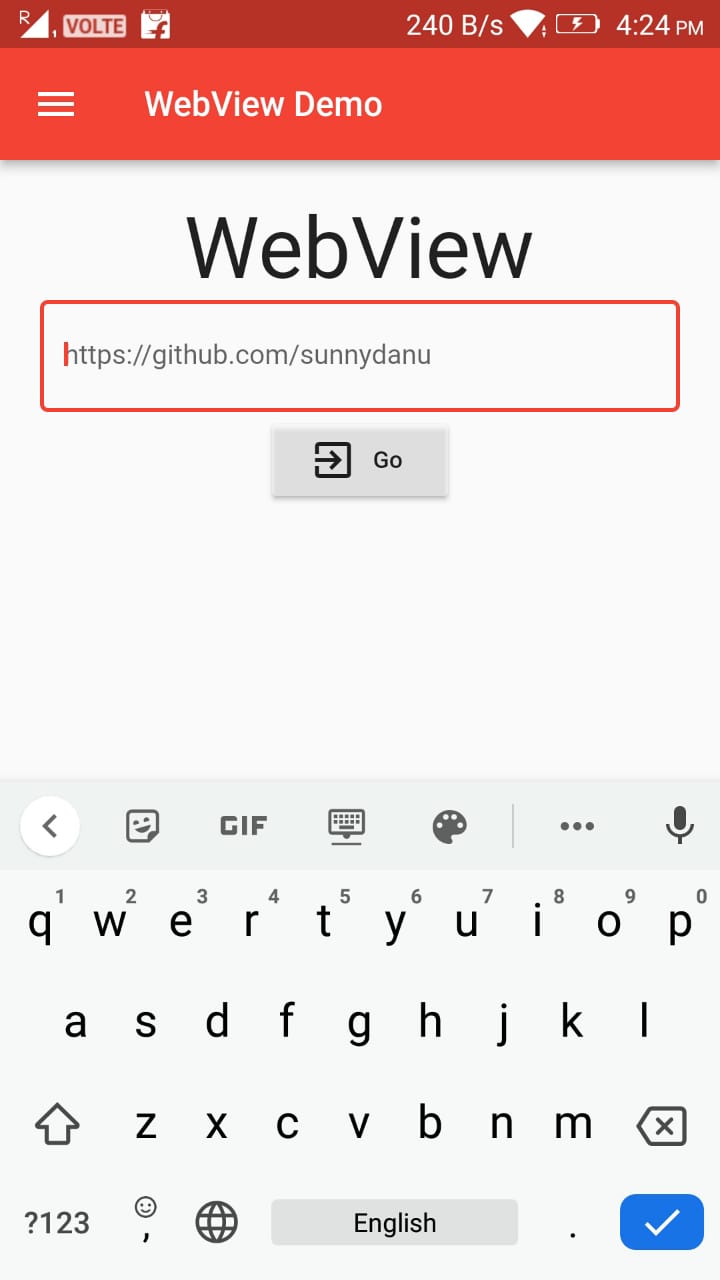 R VOLTE 240 B/s 4:24 PM
WebView Demo
WebView
https://github.com/sunnydanu
Go
GIF
1 2 3 4 5 6 7 8 9 0
q w e r t y u i o p
a s d f g h j k l
z x c v b n m
?123 , English .